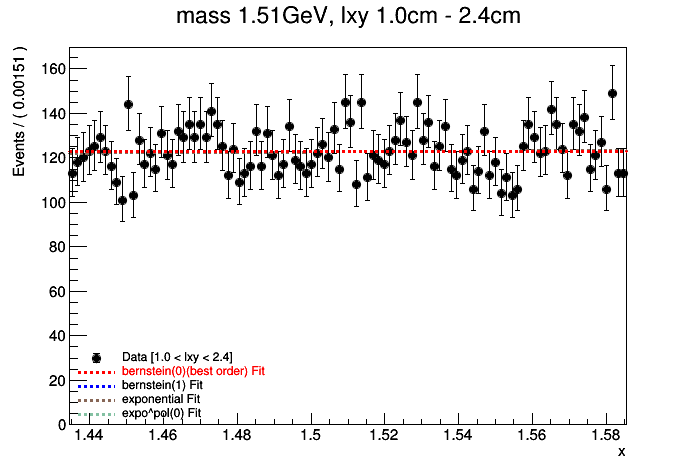 mass 1.51GeV, lxy 1.0cm - 2.4cm
Events / ( 0.00151 )
160
140
120
100
80
60
40
20
0
Data [1.0 < lxy < 2.4]
bernstein(0)(best order) Fit
bernstein(1) Fit
exponential Fit
expo^pol(0) Fit
1.44 1.46 1.48 1.5 1.52 1.54 1.56 1.58
x